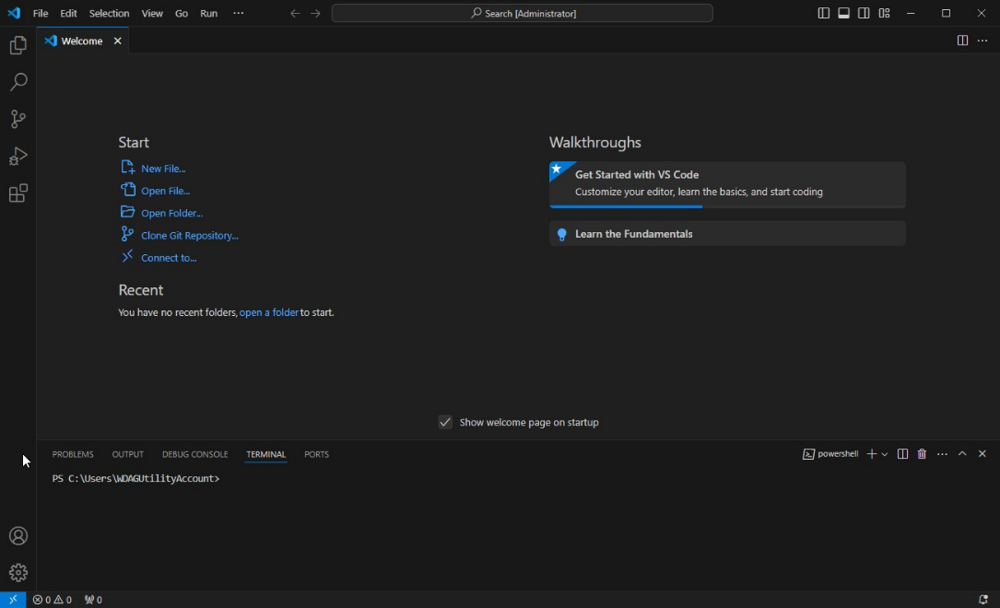 File Edit Selection View Go Run ···
Search [Administrator]
Welcome
Start
New File...
Open File...
Open Folder...
Clone Git Repository...
Connect to...
Recent
You have no recent folders, open a folder to start.
Walkthroughs
Get Started with VS Code
Customize your editor, learn the basics, and start coding
Learn the Fundamentals
Show welcome page on startup
PROBLEMS OUTPUT DEBUG CONSOLE TERMINAL PORTS powershell
PS C:\Users\WDAGUtilityAccount>
0 0 0